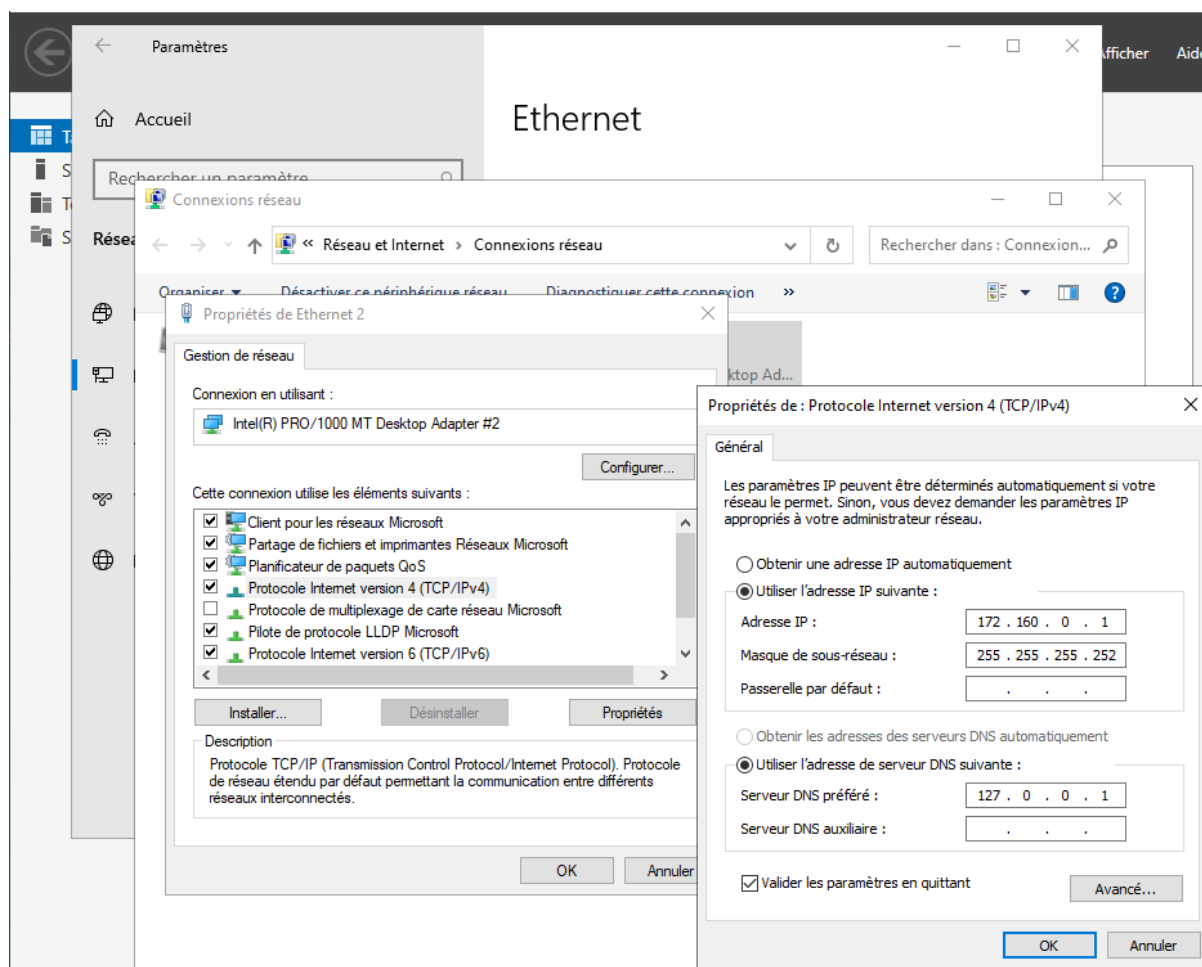 Paramètres
Afficher
Accueil
Ethernet
Rechercher un paramètre
Connexions réseau
« Réseau et Internet > Connexions réseau
Rechercher dans : Connexion...
Organiser
Désactiver ce périphérique réseau
Diagnostiquer cette connexion
»
Propriétés de Ethernet 2
Gestion de réseau
Connexion en utilisant :
Intel(R) PRO/1000 MT Desktop Adapter #2
Configurer...
Cette connexion utilise les éléments suivants :
Client pour les réseaux Microsoft
Partage de fichiers et imprimantes Réseaux Microsoft
Planificateur de paquets QoS
Protocole Internet version 4 (TCP/IPv4)
Protocole de multiplexage de carte réseau Microsoft
Pilote de protocole LLDP Microsoft
Protocole Internet version 6 (TCP/IPv6)
Installer...
Désinstaller
Propriétés
Description
Protocole TCP/IP (Transmission Control Protocol/Internet Protocol). Protocole
de réseau étendu par défaut permettant la communication entre différents
réseaux interconnectés.
OK
Annuler
ktop Ad...
Propriétés de : Protocole Internet version 4 (TCP/IPv4)
Général
Les paramètres IP peuvent être déterminés automatiquement si votre
réseau le permet. Sinon, vous devez demander les paramètres IP
appropriés à votre administrateur réseau.
Obtenir une adresse IP automatiquement
Utiliser l'adresse IP suivante :
Adresse IP : 172 . 160 . 0 . 1
Masque de sous-réseau : 255 . 255 . 255 . 252
Passerelle par défaut : . . .
Obtenir les adresses des serveurs DNS automatiquement
Utiliser l'adresse de serveur DNS suivante :
Serveur DNS préféré : 127 . 0 . 0 . 1
Serveur DNS auxiliaire : . . .
Valider les paramètres en quittant
Avancé...
OK
Annuler